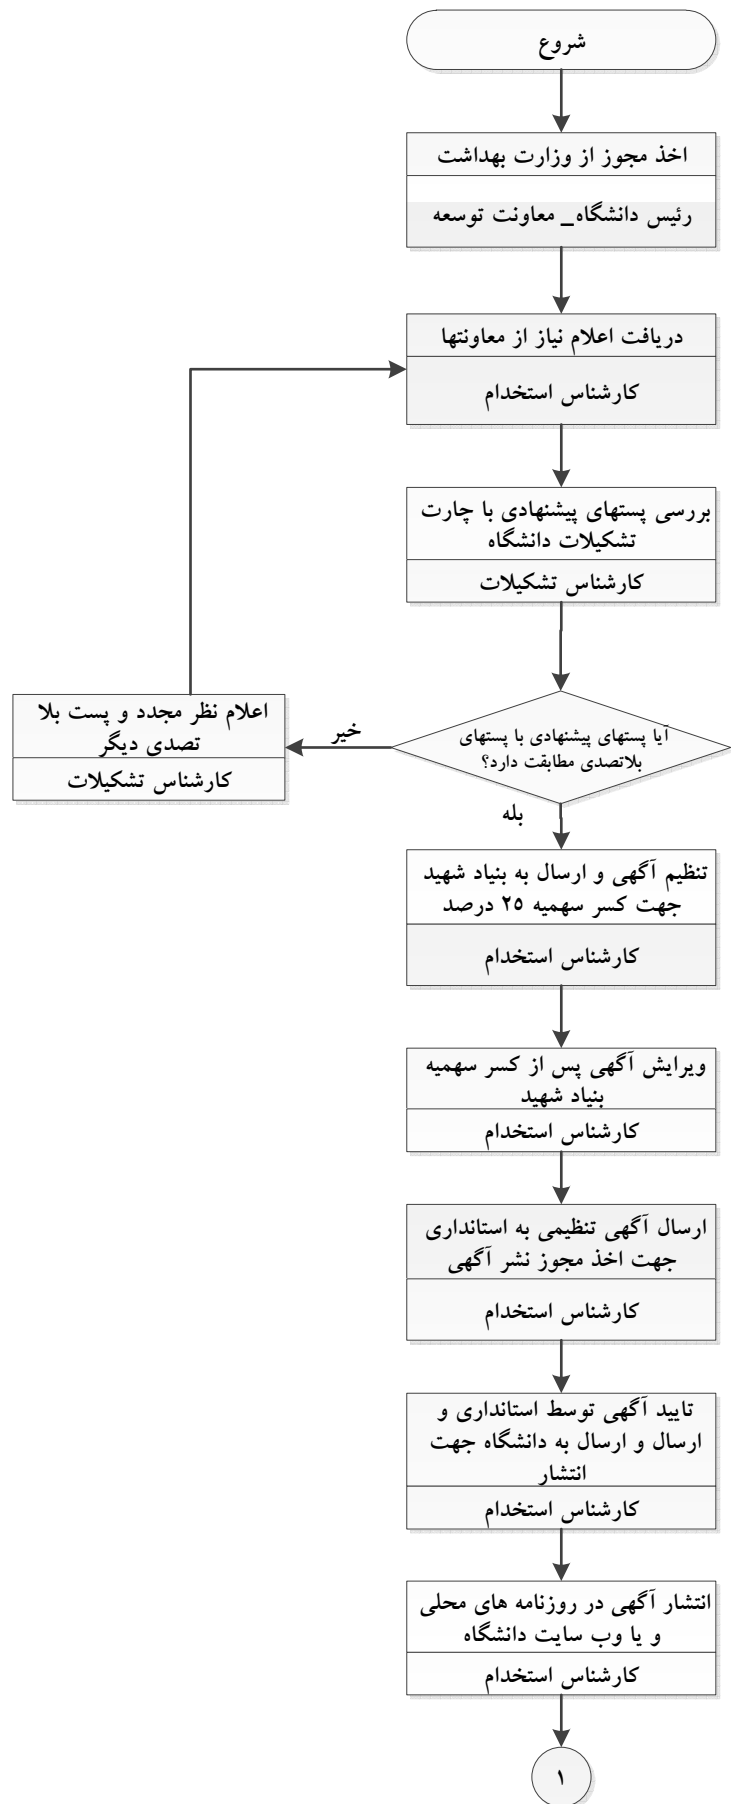 شروع
اخذ مجوز از وزارت بهداشت
رئیس دانشگاه_ معاونت توسعه
دریافت اعلام نیاز از معاونتها
کارشناس استخدام
بررسی پستهای پیشنهادی با چارت
تشکیلات دانشگاه
کارشناس تشکیلات
آیا پستهای پیشنهادی با پستهای
بلاتصدی مطابقت دارد؟
خیر
اعلام نظر مجدد و پست بلا
تصدی دیگر
کارشناس تشکیلات
بله
تنظیم آگهی و ارسال به بنیاد شهید
جهت کسر سهمیه ۲۵ درصد
کارشناس استخدام
ویرایش آگهی پس از کسر سهمیه
بنیاد شهید
کارشناس استخدام
ارسال آگهی تنظیمی به استانداری
جهت اخذ مجوز نشر آگهی
کارشناس استخدام
تایید آگهی توسط استانداری و
ارسال و ارسال به دانشگاه جهت
انتشار
کارشناس استخدام
انتشار آگهی در روزنامه های محلی
و یا وب سایت دانشگاه
کارشناس استخدام
۱